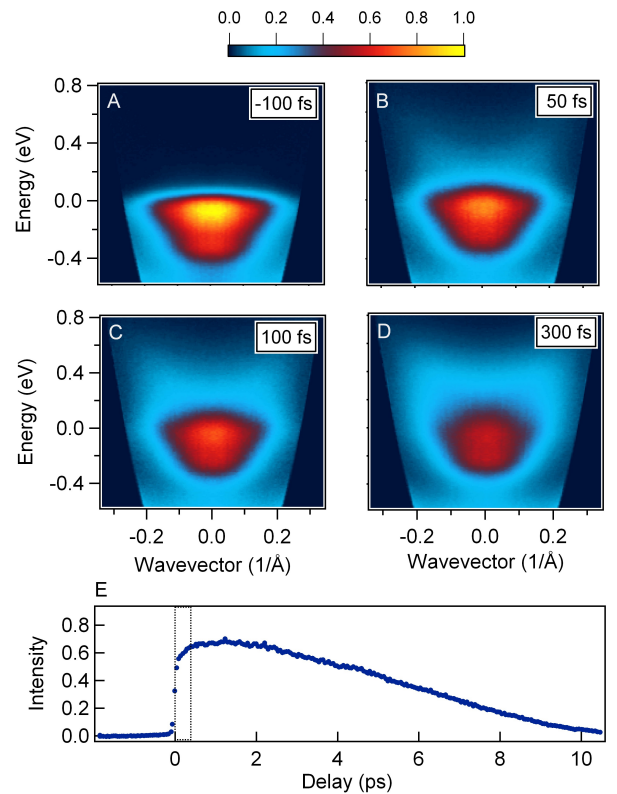 0.0 0.2 0.4 0.6 0.8 1.0
A -100 fs
B 50 fs
0.8
0.4
0.0
-0.4
Energy (eV)
C 100 fs
D 300 fs
0.8
0.4
0.0
-0.4
Energy (eV)
-0.2 0.0 0.2
-0.2 0.0 0.2
Wavevector (1/Å)
Wavevector (1/Å)
E
0.8
0.6
0.4
0.2
0.0
Intensity
0 2 4 6 8 10
Delay (ps)